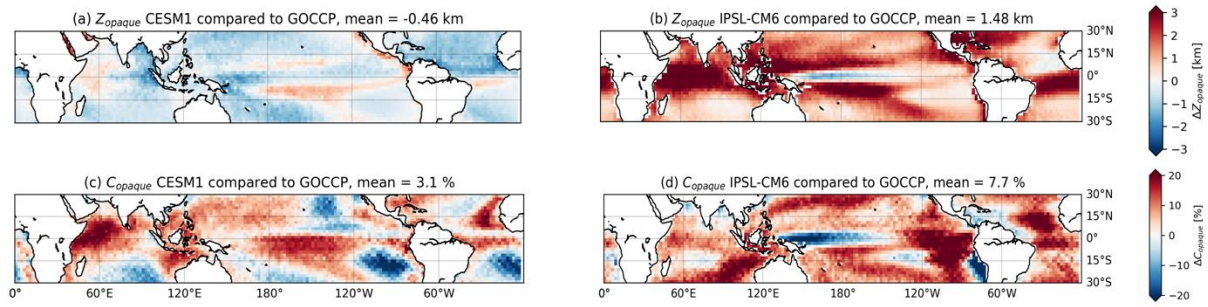 (a) Z_opaque CESM1 compared to GOCCP, mean = -0.46 km
(b) Z_opaque IPSL-CM6 compared to GOCCP, mean = 1.48 km
30°N
15°N
0°
15°S
30°S
3
2
1
0
−1
−2
−3
ΔZ_opaque [km]
(c) C_opaque CESM1 compared to GOCCP, mean = 3.1 %
(d) C_opaque IPSL-CM6 compared to GOCCP, mean = 7.7 %
30°N
15°N
0°
15°S
30°S
20
10
0
−10
−20
ΔC_opaque [%]
0° 60°E 120°E 180° 120°W 60°W
0° 60°E 120°E 180° 120°W 60°W